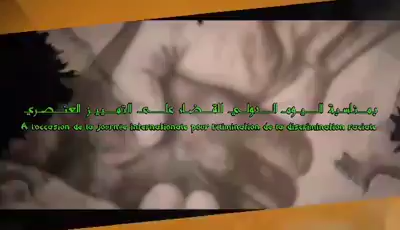 بمناسبة اليوم الدولي للقضاء على التمييز العنصري
A l'occasion de la journée internationale pour l'élimination de la discrimination raciale